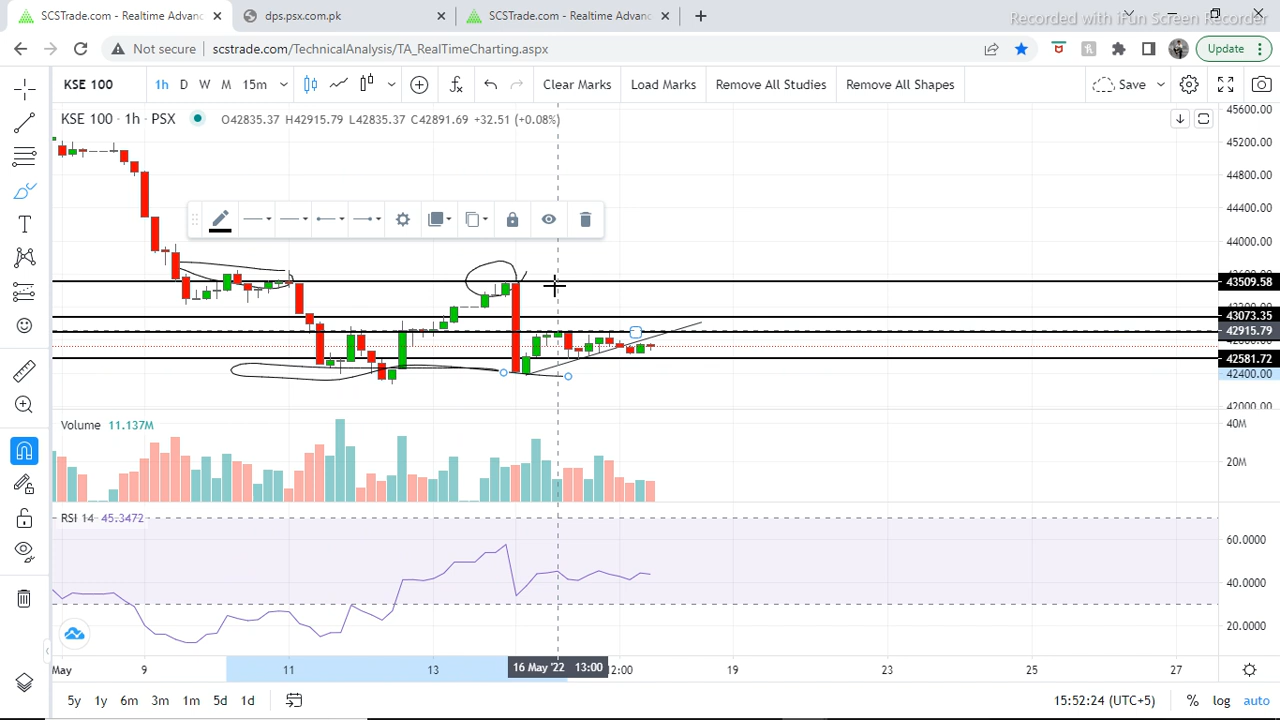 SCSTrade.com - Realtime Advanc
dps.psx.com.pk
SCSTrade.com - Realtime Advanc
Recorded with iFun Screen Recorder
Not secure
scstrade.com/TechnicalAnalysis/TA_RealTimeCharting.aspx
Update
KSE 100
1h D W M 15m
Clear Marks
Load Marks
Remove All Studies
Remove All Shapes
Save
KSE 100 · 1h · PSX
O42835.37 H42915.79 L42835.37 C42891.69 +32.51 (+0.08%)
45600.00
45200.00
44800.00
44400.00
44000.00
43509.58
43073.35
42915.79
42581.72
42400.00
42000.00
Volume 11.137M
40M
20M
RSI 14 45.3472
60.0000
40.0000
20.0000
May 9 11 13 16 May '22 13:00 12:00 19 23 25 27
5y 1y 6m 3m 1m 5d 1d
15:52:24 (UTC+5) % log auto